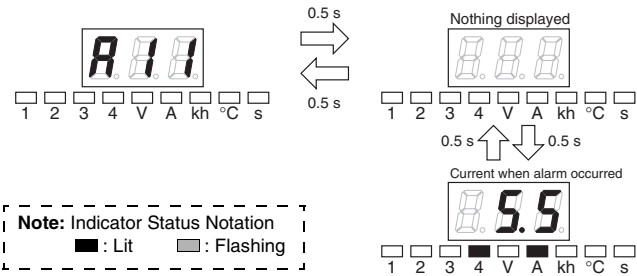 0.5 s
Nothing displayed
A11
0.5 s
1 2 3 4 V A kh °C s
1 2 3 4 V A kh °C s
0.5 s 0.5 s
Current when alarm occurred
5.5
Note: Indicator Status Notation
: Lit : Flashing
1 2 3 4 V A kh °C s